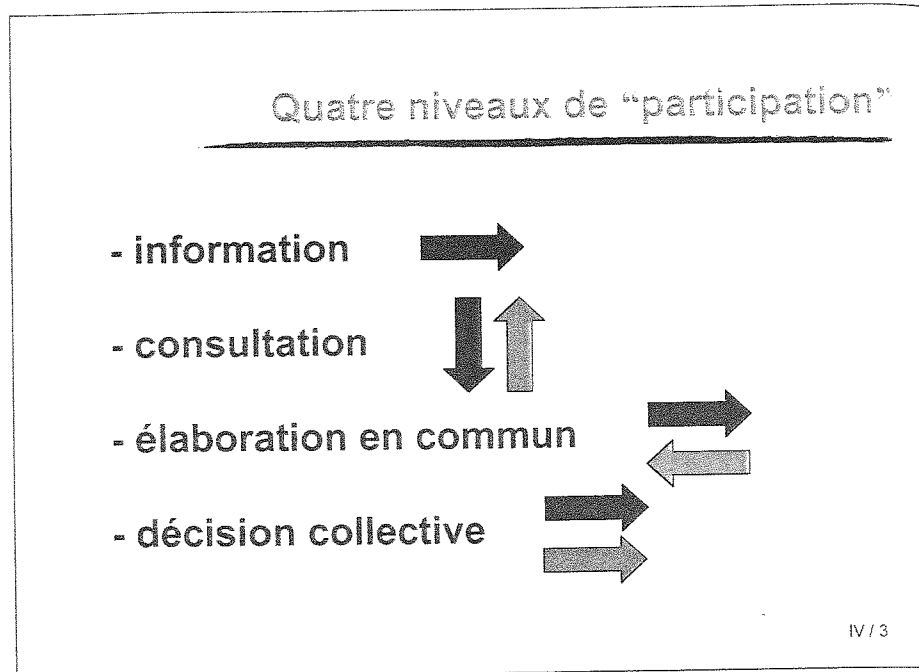 Quatre niveaux de “participation”
- information
- consultation
- élaboration en commun
- décision collective
IV / 3